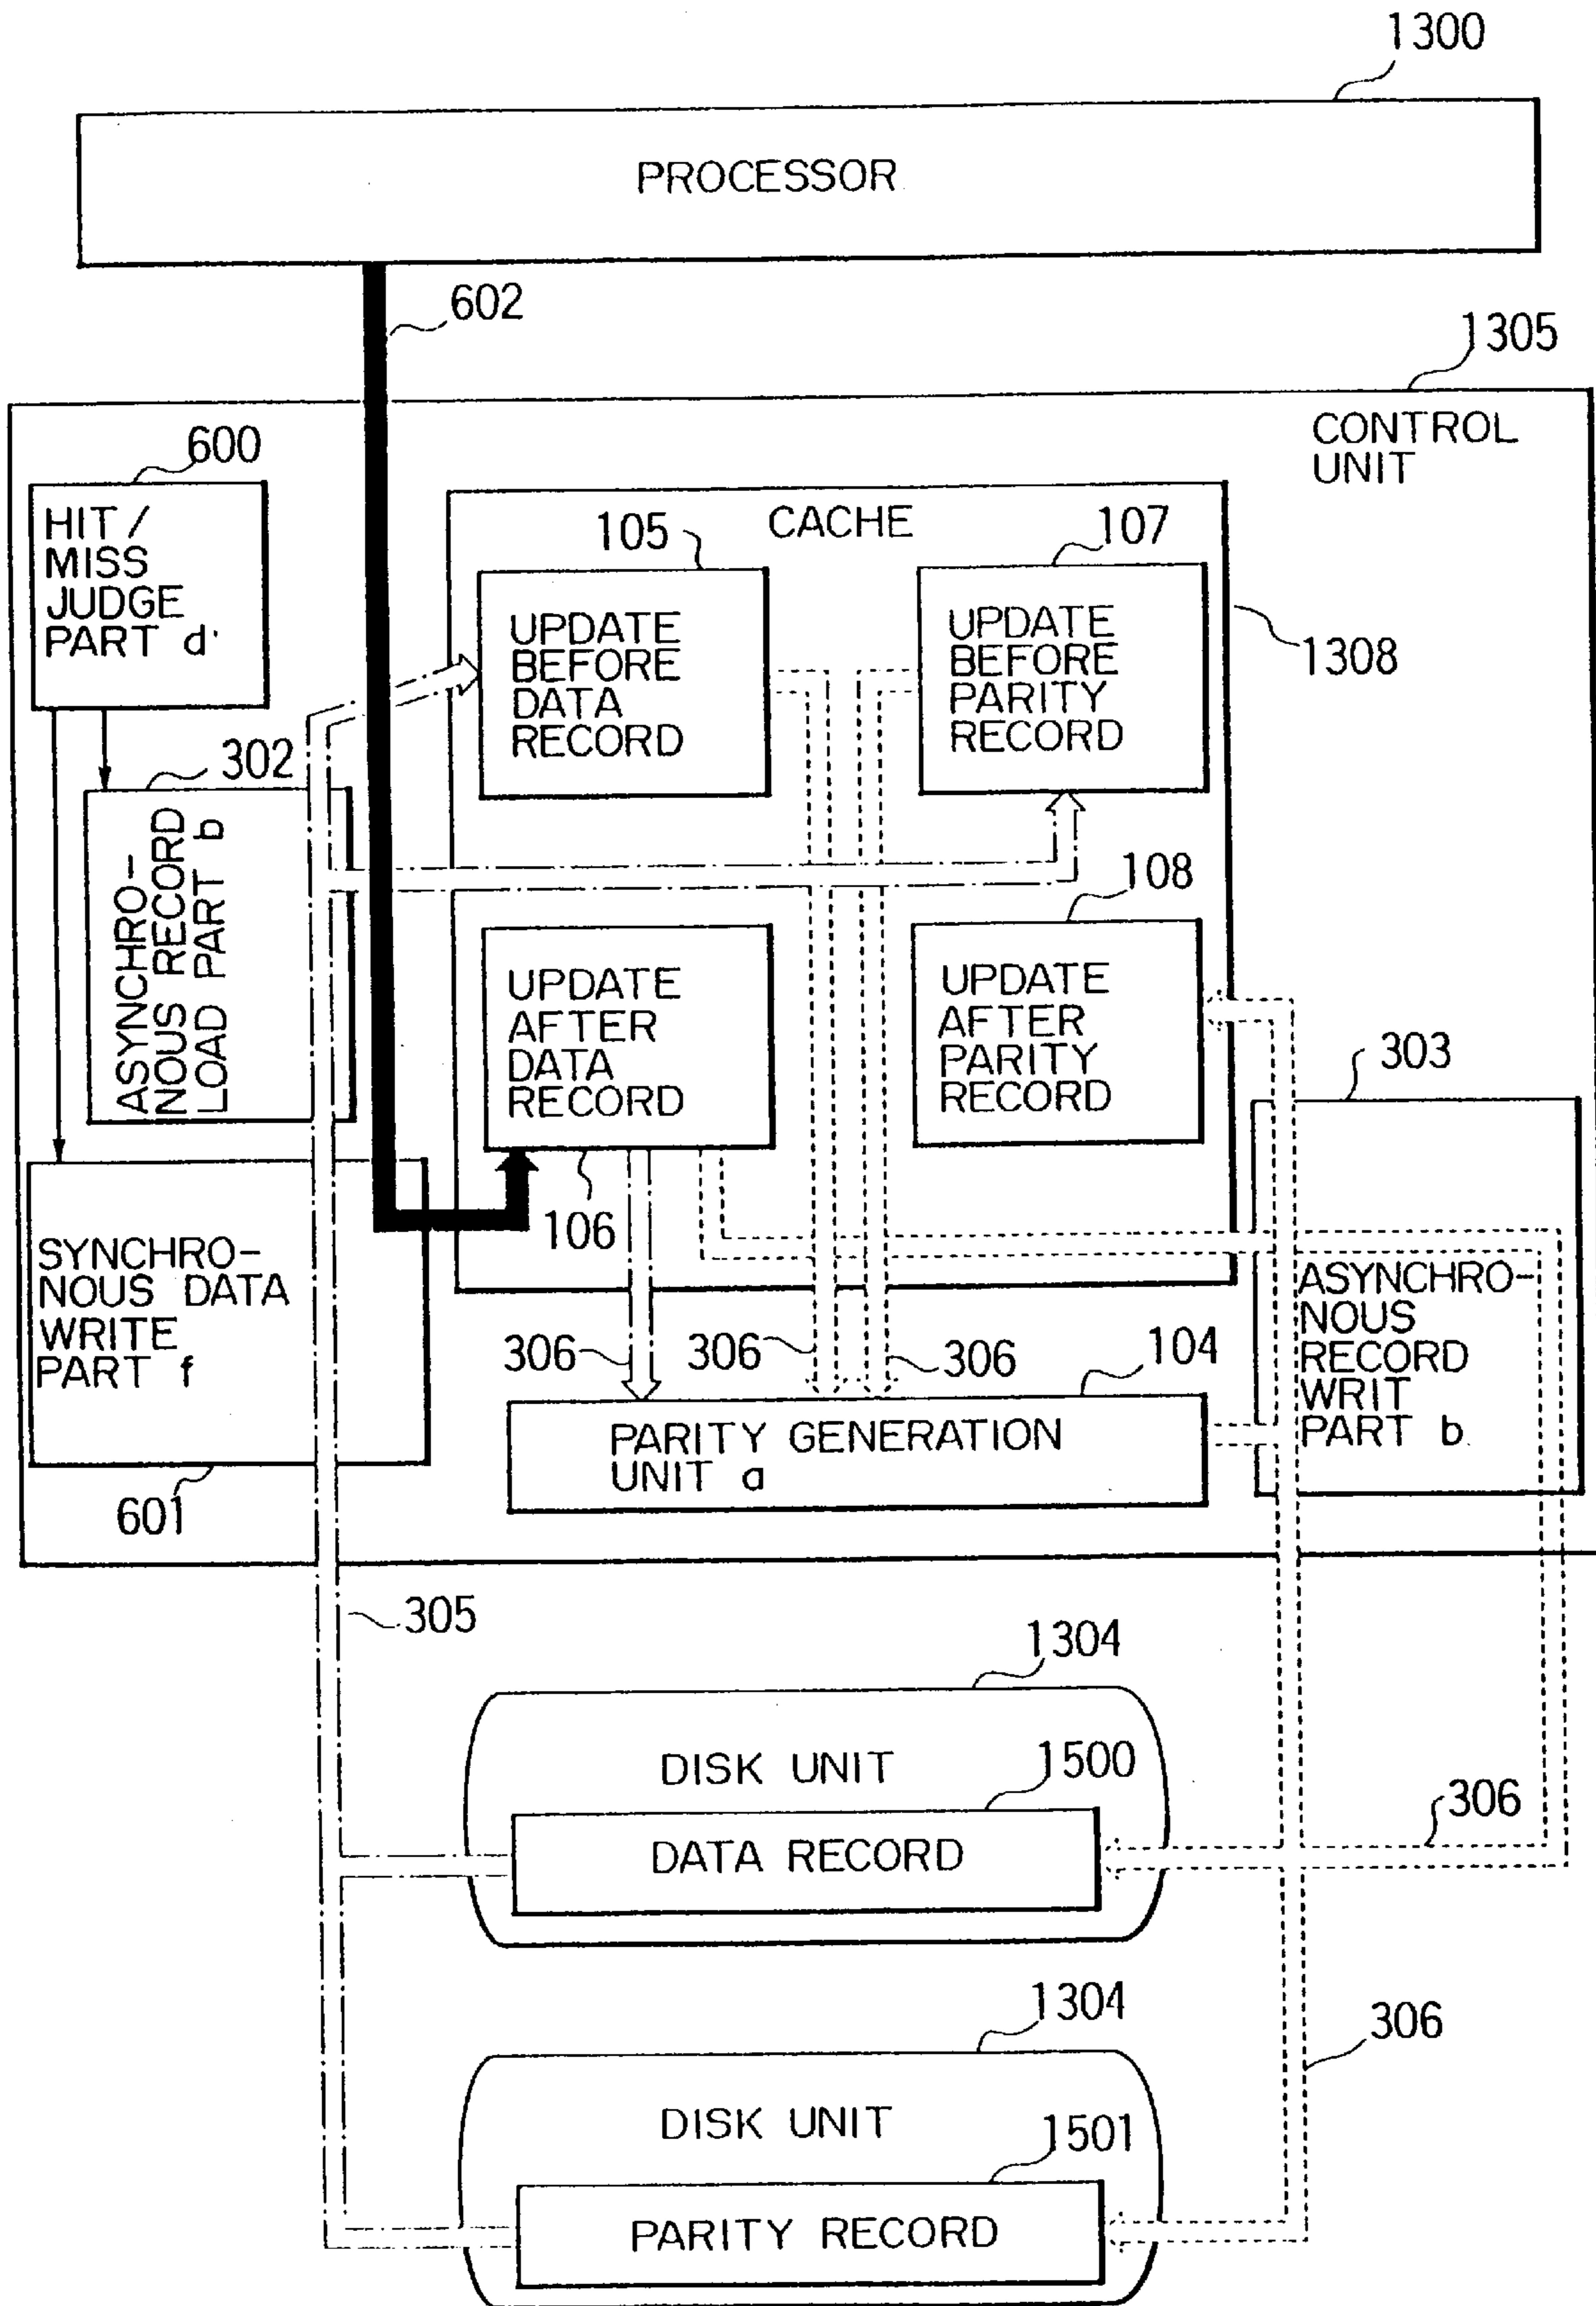 1300
PROCESSOR
602
1305
CONTROL
UNIT
600
HIT /
MISS
JUDGE
PART d'
CACHE
105
107
UPDATE
BEFORE
DATA
RECORD
UPDATE
BEFORE
PARITY
RECORD
1308
302
ASYNCHRO-
NOUS RECORD
LOAD PART b
108
UPDATE
AFTER
DATA
RECORD
UPDATE
AFTER
PARITY
RECORD
303
106
SYNCHRO-
NOUS DATA
WRITE
PART f
601
306
306
306
104
PARITY GENERATION
UNIT a
ASYNCHRO-
NOUS
RECORD
WRIT
PART b.
305
1304
DISK UNIT
1500
DATA RECORD
306
1304
DISK UNIT
1501
PARITY RECORD
306